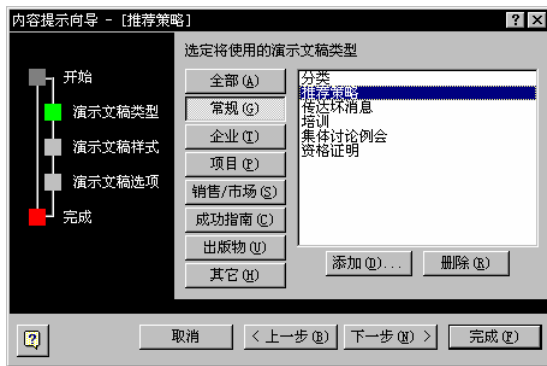 内容提示向导 - [推荐策略]
选定将使用的演示文稿类型
开始
演示文稿类型
演示文稿样式
演示文稿选项
完成
全部(A)
常规(G)
企业(T)
项目(P)
销售/市场(S)
成功指南(C)
出版物(U)
其它(H)
分类
推荐策略
传达坏消息
培训
集体讨论例会
资格证明
添加(D)...
删除(R)
取消
< 上一步(B)
下一步(N) >
完成(F)